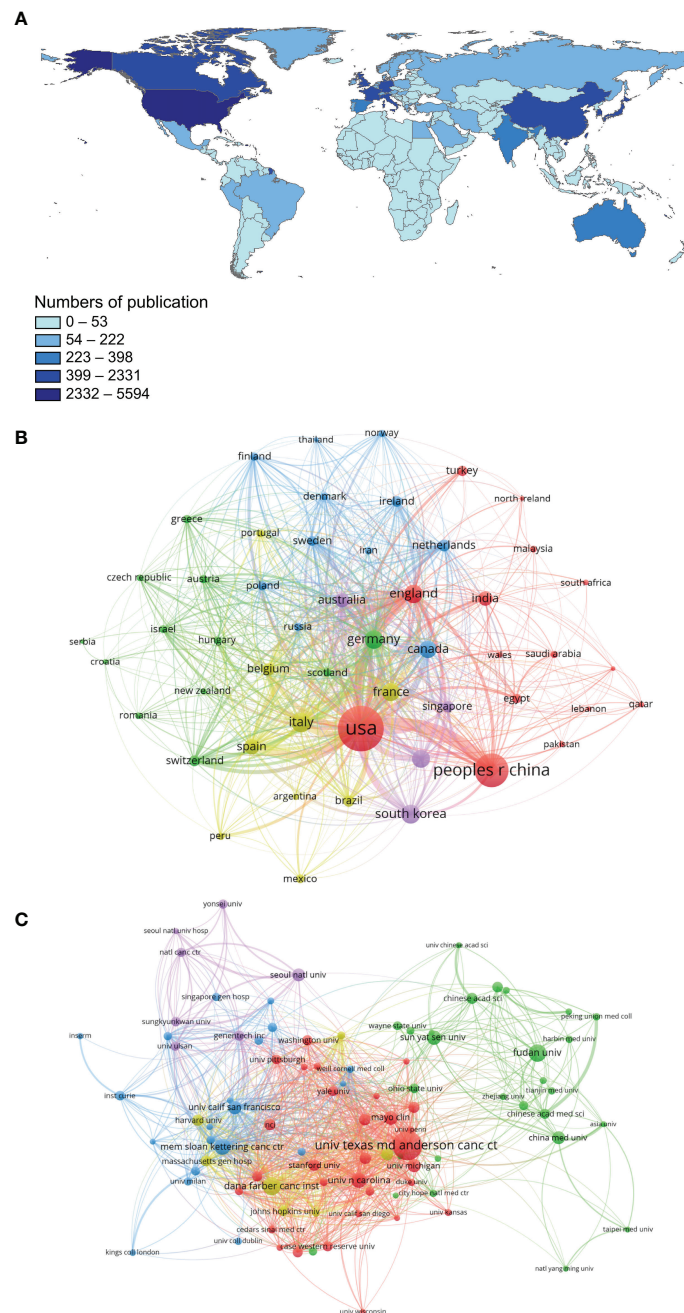 A
Numbers of publication
0 – 53
54 – 222
223 – 398
399 – 2331
2332 – 5594
B
norway
thailand
finland
turkey
denmark
ireland
north ireland
greece
portugal
sweden
iran
netherlands
malaysia
czech republic
austria
poland
south africa
australia
england
india
israel
russia
hungary
germany
canada
serbia
croatia
belgium
scotland
wales
saudi arabia
new zealand
france
egypt
romania
italy
singapore
lebanon
qatar
usa
spain
pakistan
switzerland
peoples r china
argentina
brazil
south korea
peru
mexico
C
yonsei univ
seoul natl univ hosp
univ chinese acad sci
natl canc ctr
seoul natl univ
singapore gen hosp
chinese acad sci
peking union med coll
sungkyunkwan univ
genentech inc
wayne state univ
inserm
washington univ
sun yat sen univ
harbin med univ
univ ulsan
univ pittsburgh
fudan univ
weill cornell med coll
inst curie
yale univ
ohio state univ
zhejiang univ
tianjin med univ
univ calif san francisco
harvard univ
nci
mayo clin
chinese acad med sci
asia univ
univ penn
mem sloan kettering canc ctr
univ texas md anderson canc ct
china med univ
massachusetts gen hosp
stanford univ
univ michigan
univ milan
dana farber canc inst
univ n carolina
duke univ
city hope natl med ctr
johns hopkins univ
univ calif san diego
univ kansas
taipei med univ
cedars sinai med ctr
univ coll dublin
kings coll london
case western reserve univ
natl yang ming univ
univ wisconsin